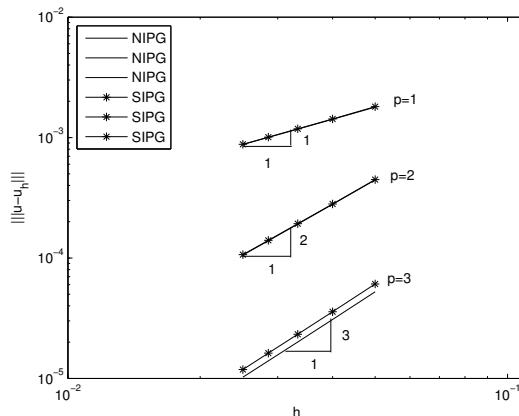 10^-2
10^-3
10^-4
10^-5
10^-2
10^-1
h
|||u-u_h|||
NIPG
NIPG
NIPG
SIPG
SIPG
SIPG
p=1
1
1
p=2
2
1
p=3
3
1